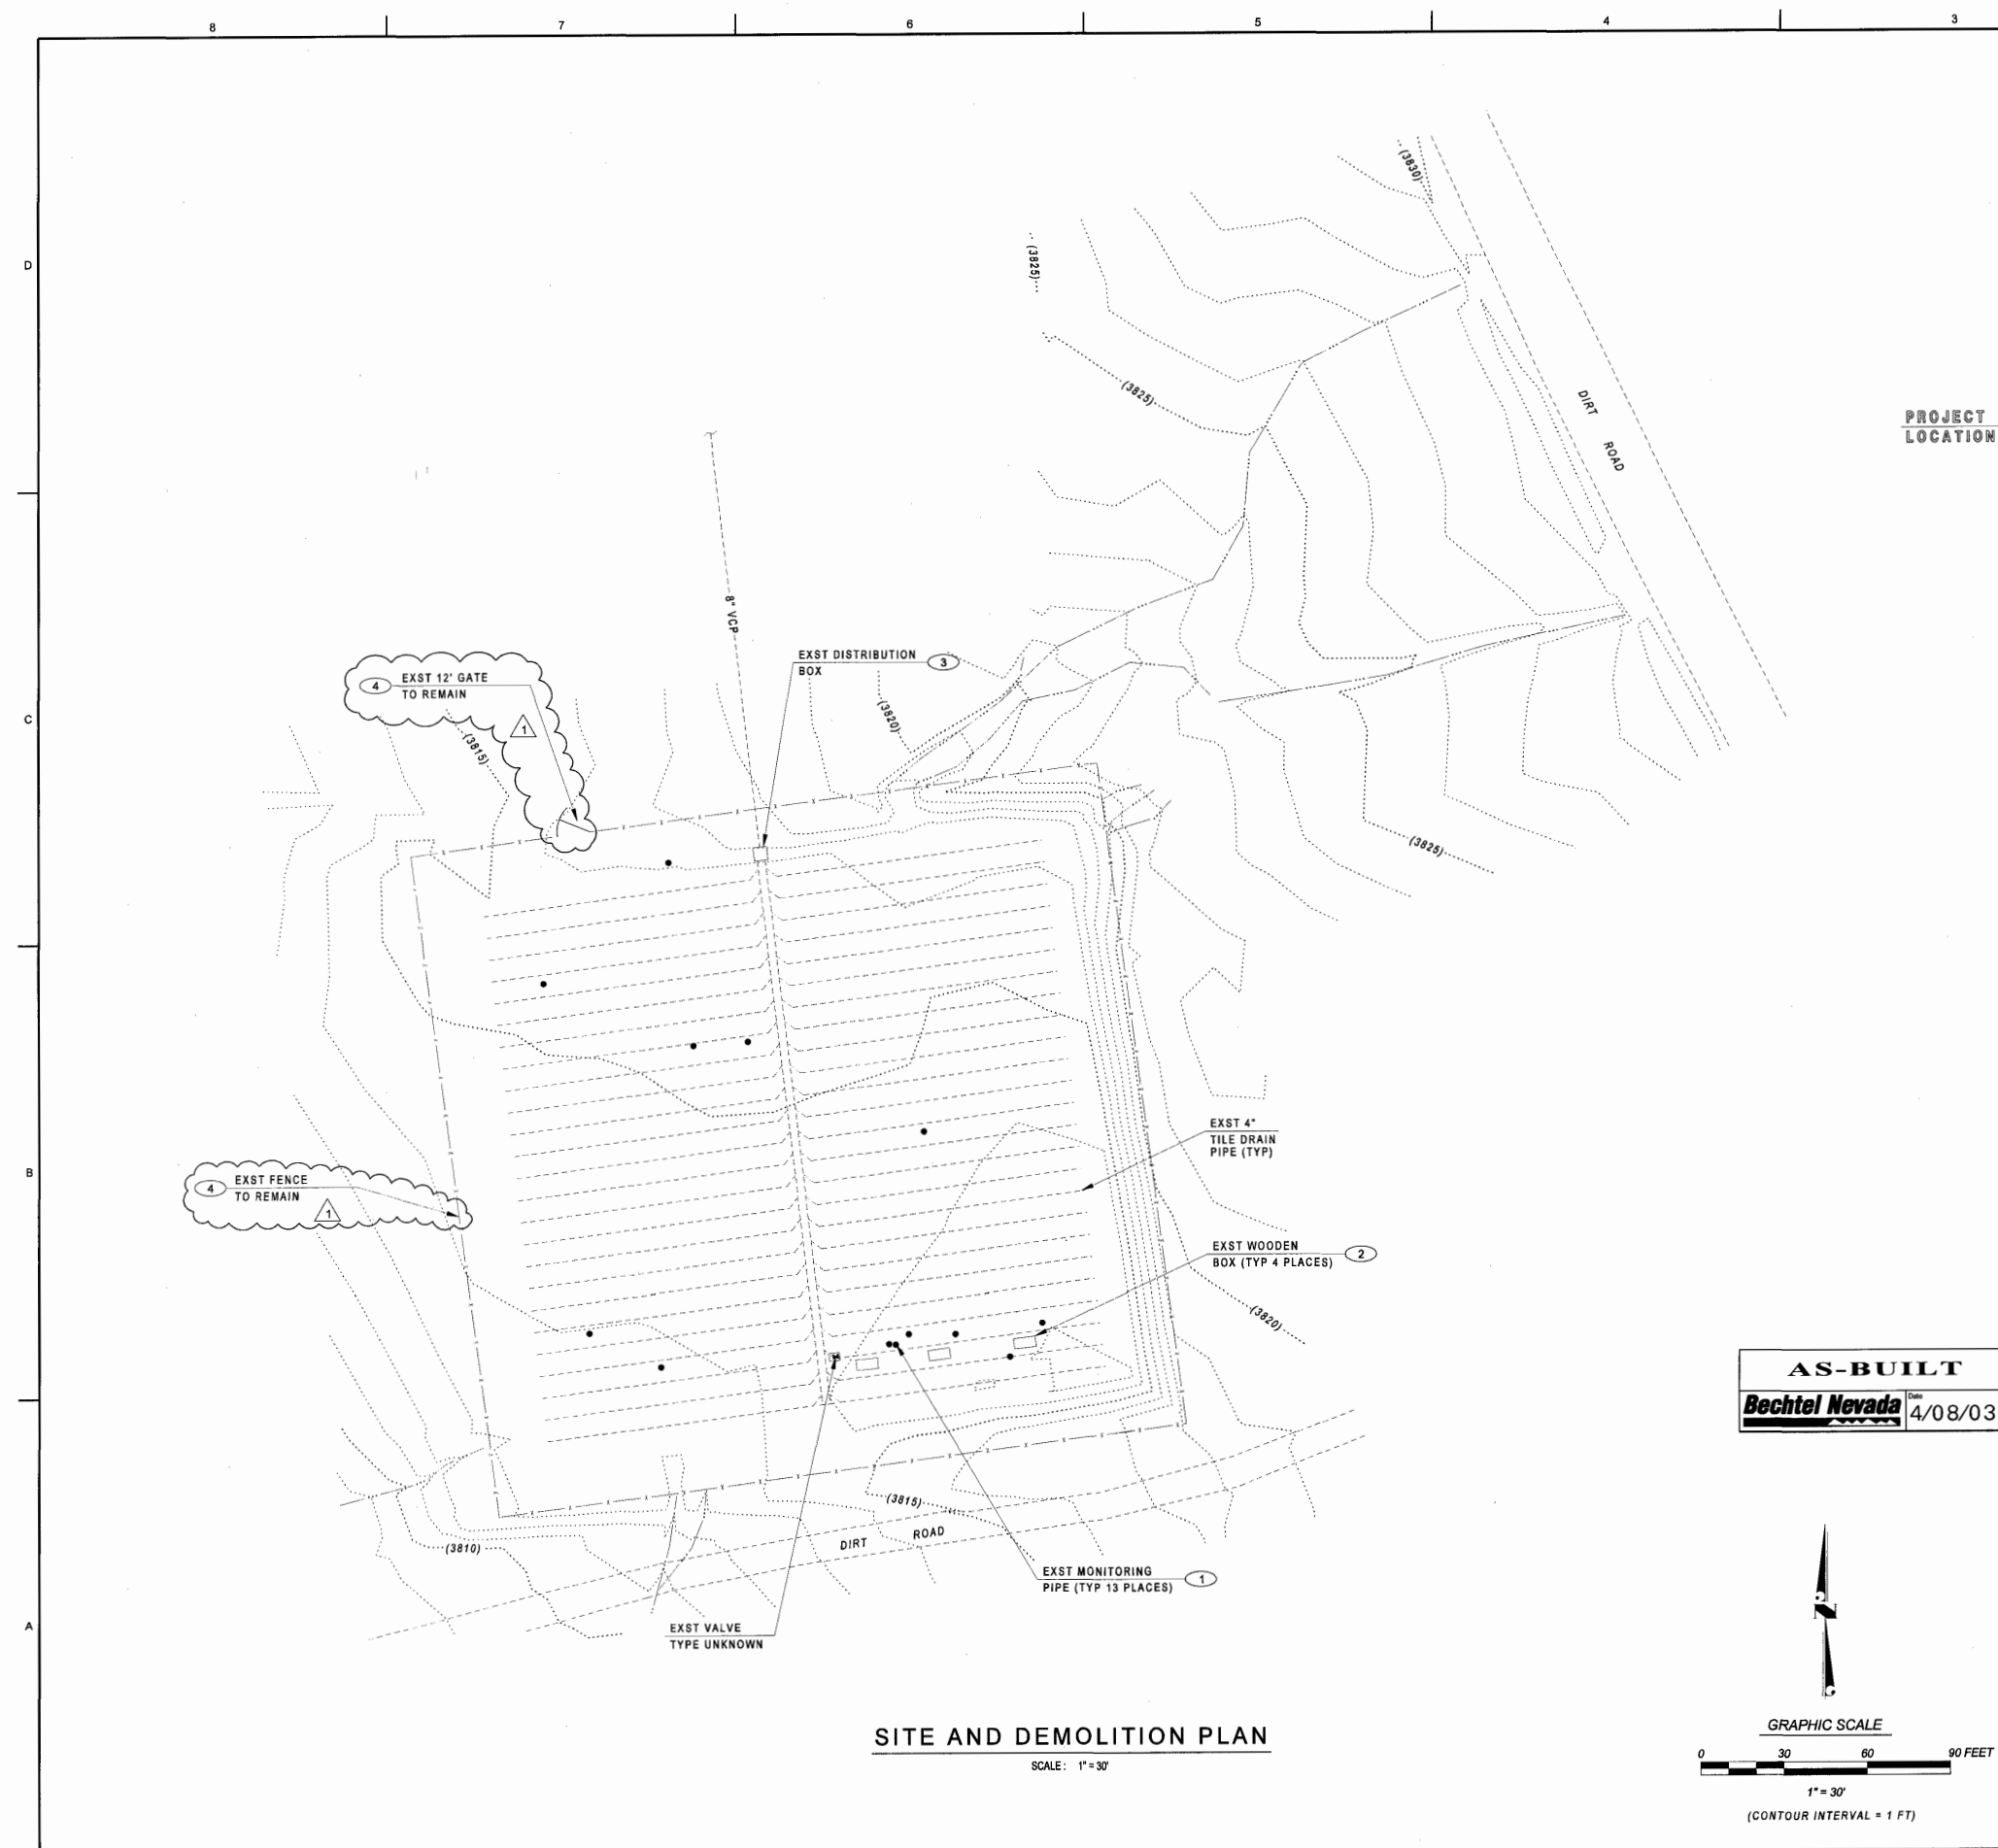 8
7
6
5
4
3
D
C
B
A
(3830)
(3825)
(3825)
DIRT ROAD
PROJECT
LOCATION
8" VCP
EXST DISTRIBUTION
BOX
3
4
EXST 12' GATE
TO REMAIN
1
(3815)
(3820)
(3825)
EXST 4"
TILE DRAIN
PIPE (TYP)
4
EXST FENCE
TO REMAIN
1
EXST WOODEN
BOX (TYP 4 PLACES)
2
(3820)
AS-BUILT
Bechtel Nevada
Date
4/08/03
(3815)
DIRT ROAD
(3810)
EXST MONITORING
PIPE (TYP 13 PLACES)
1
EXST VALVE
TYPE UNKNOWN
N
SITE AND DEMOLITION PLAN
SCALE: 1" = 30'
GRAPHIC SCALE
0 30 60 90 FEET
1" = 30'
(CONTOUR INTERVAL = 1 FT)